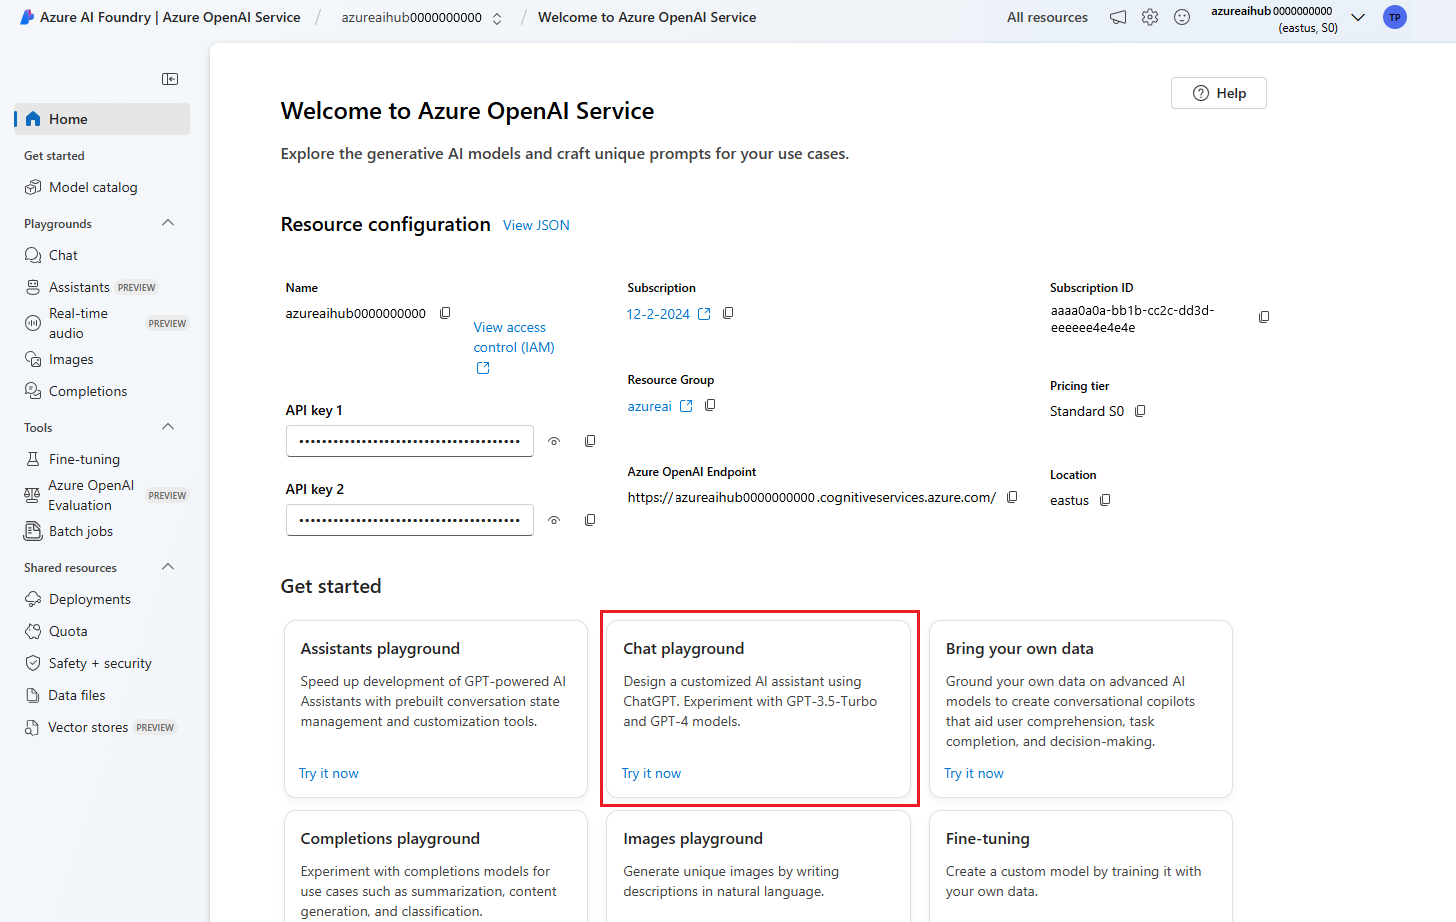 Azure AI Foundry | Azure OpenAI Service / azureaihub0000000000 / Welcome to Azure OpenAI Service
All resources
azureaihub0000000000
(eastus, S0)
TP
Home
Get started
Model catalog
Playgrounds
Chat
Assistants PREVIEW
Real-time
audio
PREVIEW
Images
Completions
Tools
Fine-tuning
Azure OpenAI
Evaluation
PREVIEW
Batch jobs
Shared resources
Deployments
Quota
Safety + security
Data files
Vector stores PREVIEW
Welcome to Azure OpenAI Service
Help
Explore the generative AI models and craft unique prompts for your use cases.
Resource configuration View JSON
Name
azureaihub0000000000
View access
control (IAM)
API key 1
••••••••••••••••••••••••••••••••••••••
API key 2
••••••••••••••••••••••••••••••••••••••
Subscription
12-2-2024
Resource Group
azureai
Azure OpenAI Endpoint
https://azureaihub0000000000.cognitiveservices.azure.com/
Subscription ID
aaaa0a0a-bb1b-cc2c-dd3d-
eeeeee4e4e4e
Pricing tier
Standard S0
Location
eastus
Get started
Assistants playground
Speed up development of GPT-powered AI
Assistants with prebuilt conversation state
management and customization tools.
Try it now
Chat playground
Design a customized AI assistant using
ChatGPT. Experiment with GPT-3.5-Turbo
and GPT-4 models.
Try it now
Bring your own data
Ground your own data on advanced AI
models to create conversational copilots
that aid user comprehension, task
completion, and decision-making.
Try it now
Completions playground
Experiment with completions models for
use cases such as summarization, content
generation, and classification.
Images playground
Generate unique images by writing
descriptions in natural language.
Fine-tuning
Create a custom model by training it with
your own data.